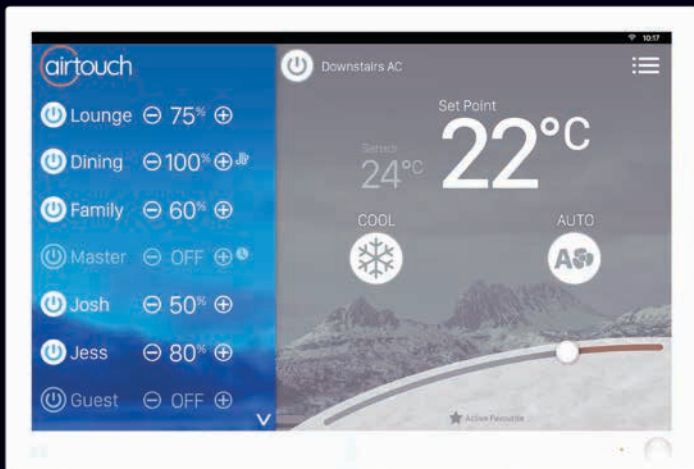 10:17
airtouch
Downstairs AC
Lounge 75%
Dining 100%
Family 60%
Master OFF
Josh 50%
Jess 80%
Guest OFF
Set Point
22°C
Sensor
24°C
COOL
AUTO
A
Active Favourite